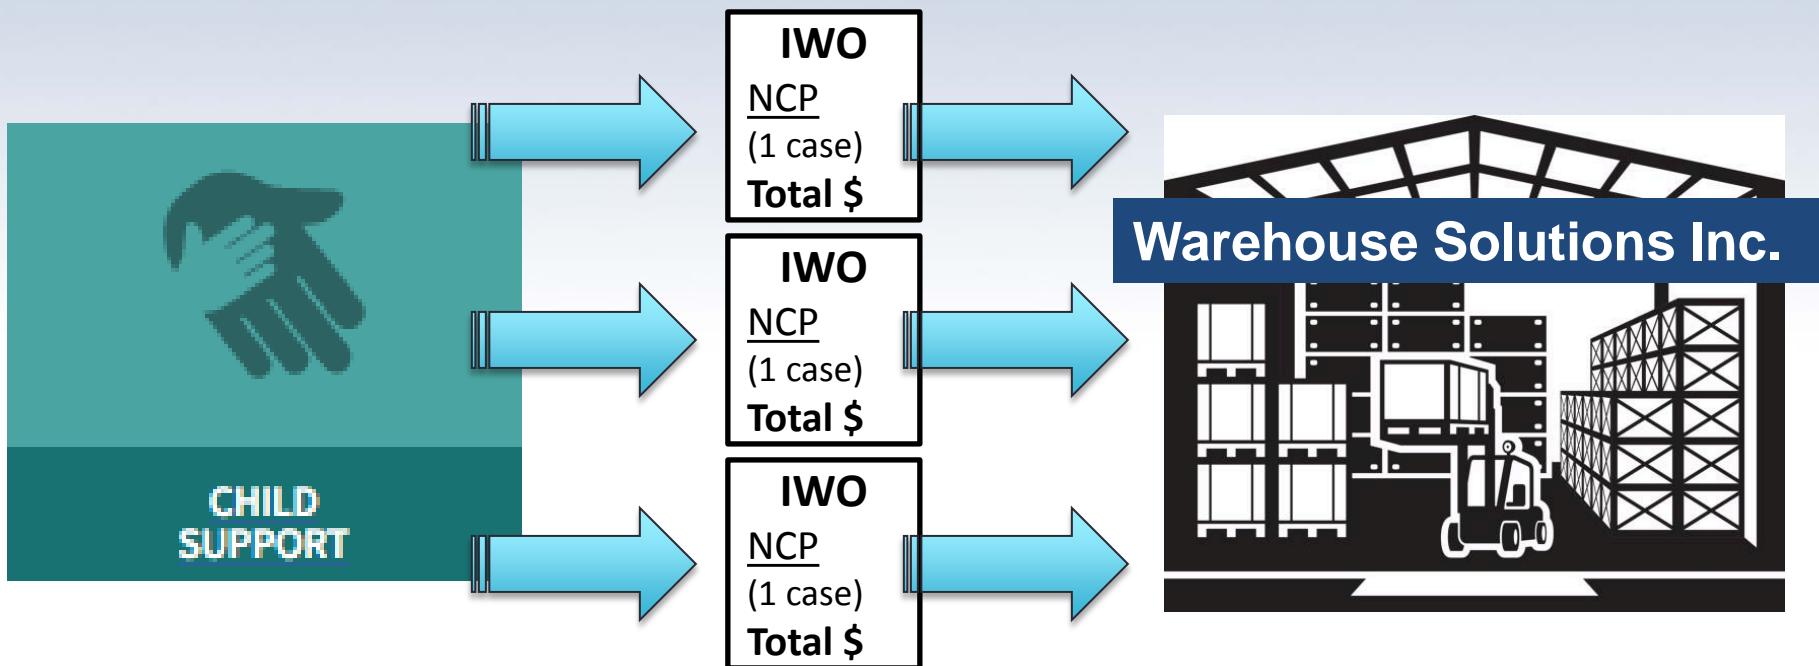 CHILD
SUPPORT
IWO
NCP
(1 case)
Total $
IWO
NCP
(1 case)
Total $
IWO
NCP
(1 case)
Total $
Warehouse Solutions Inc.